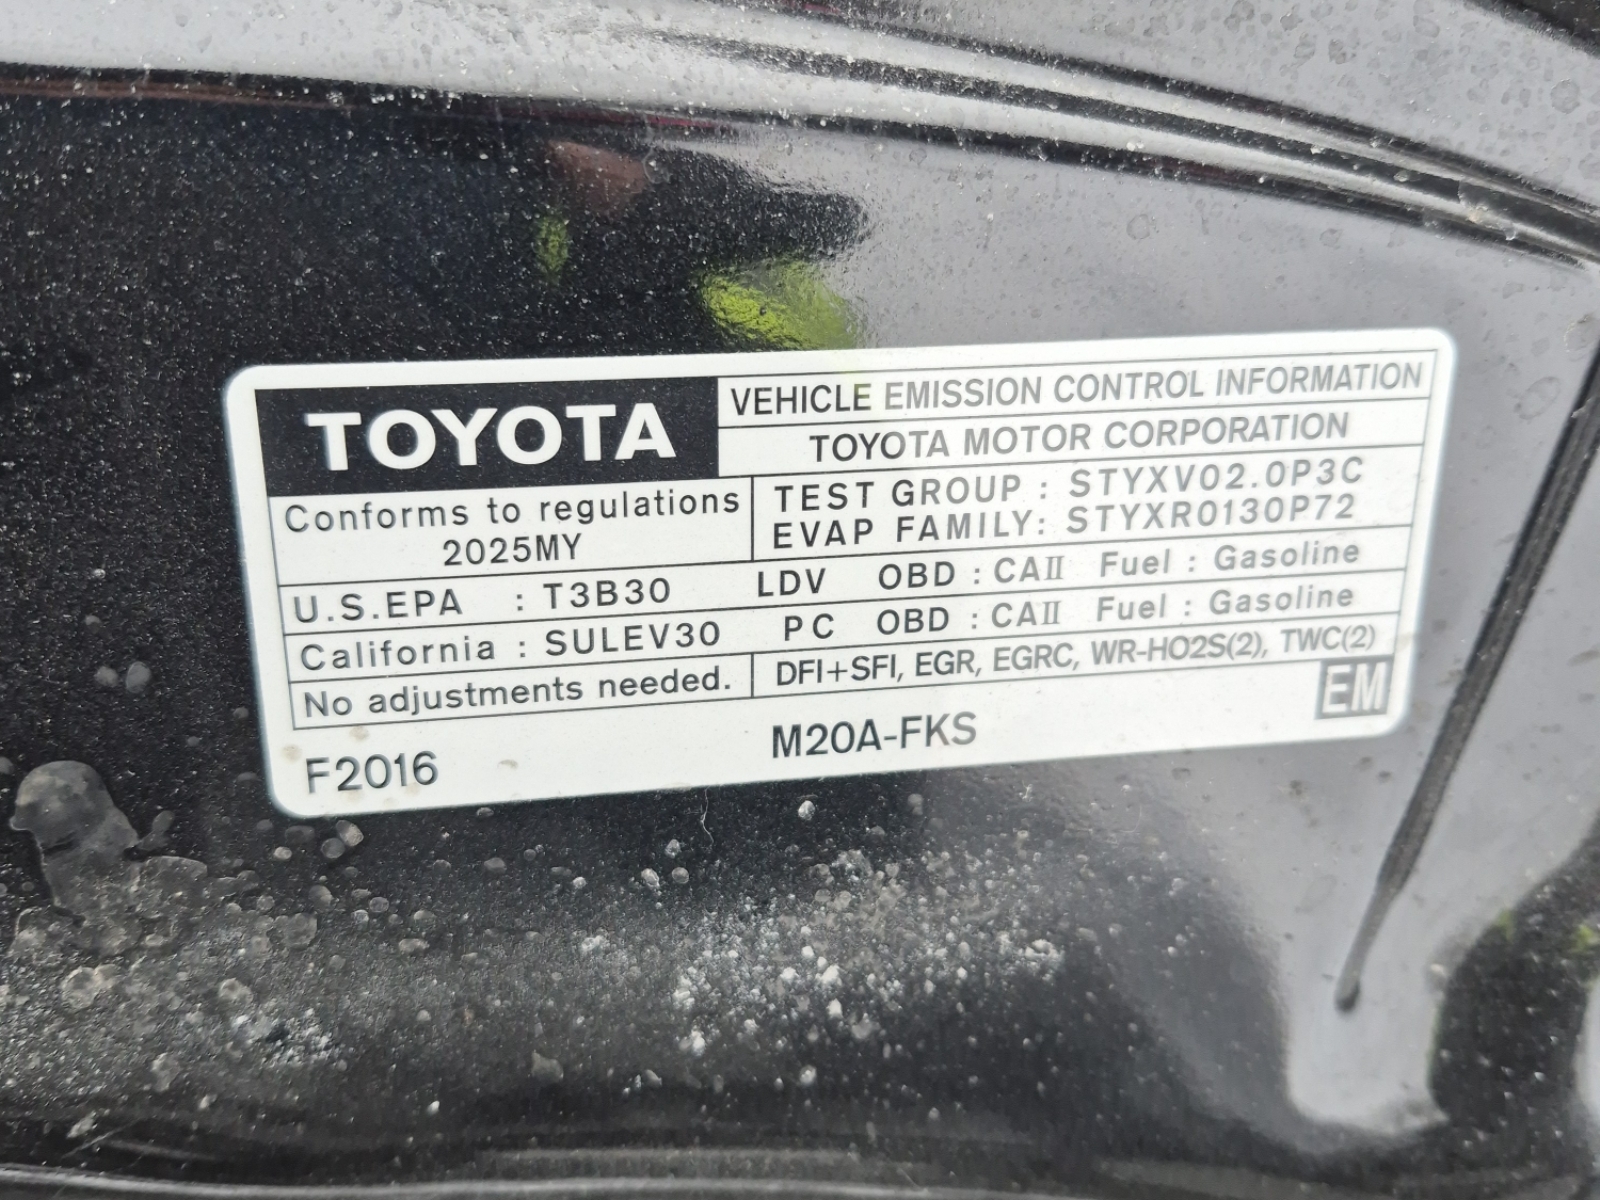 TOYOTA
VEHICLE EMISSION CONTROL INFORMATION
TOYOTA MOTOR CORPORATION
Conforms to regulations
2025MY
TEST GROUP : STYXV02.0P3C
EVAP FAMILY: STYXR0130P72
U.S.EPA : T3B30 LDV OBD : CAII Fuel : Gasoline
California : SULEV30 PC OBD : CAII Fuel : Gasoline
No adjustments needed.
DFI+SFI, EGR, EGRC, WR-HO2S(2), TWC(2)
F2016
M20A-FKS
EM